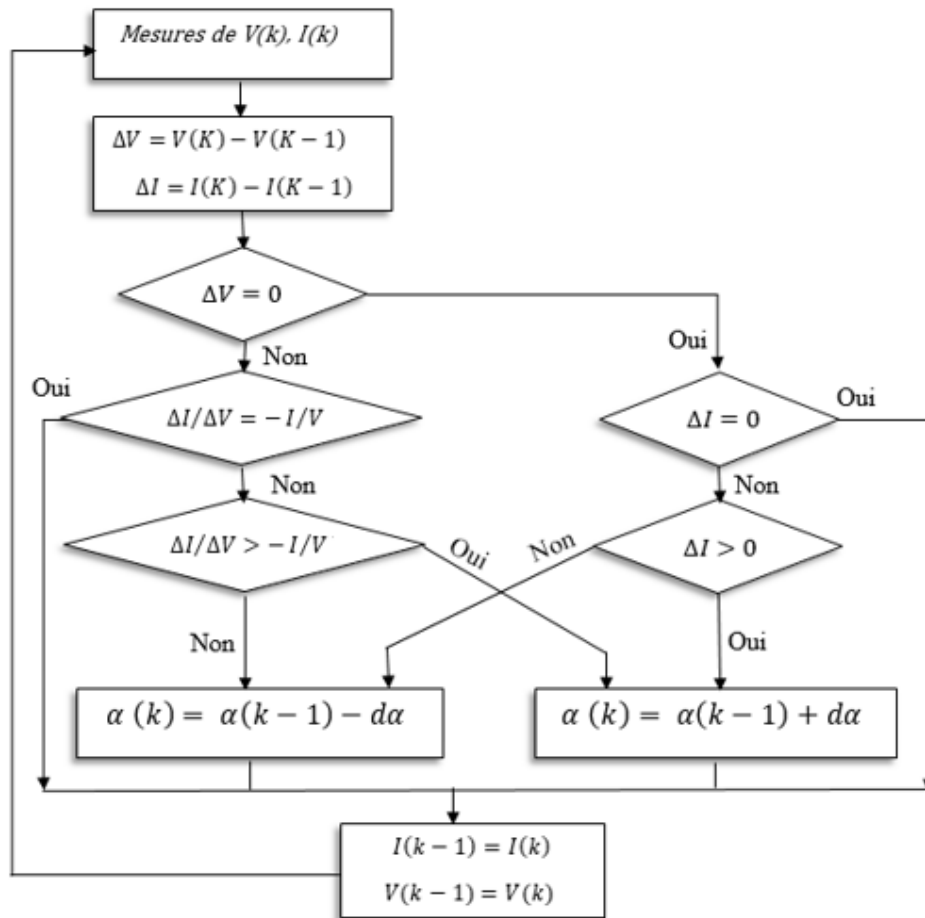 Mesures de V(k), I(k)
ΔV = V(K) − V(K − 1)
ΔI = I(K) − I(K − 1)
ΔV = 0
Oui
Non
Oui
ΔI/ΔV = − I/V
ΔI = 0
Oui
Non
Non
ΔI/ΔV > − I/V
Oui
Non
ΔI > 0
Non
Oui
α (k) = α(k − 1) − dα
α (k) = α(k − 1) + dα
I(k − 1) = I(k)
V(k − 1) = V(k)